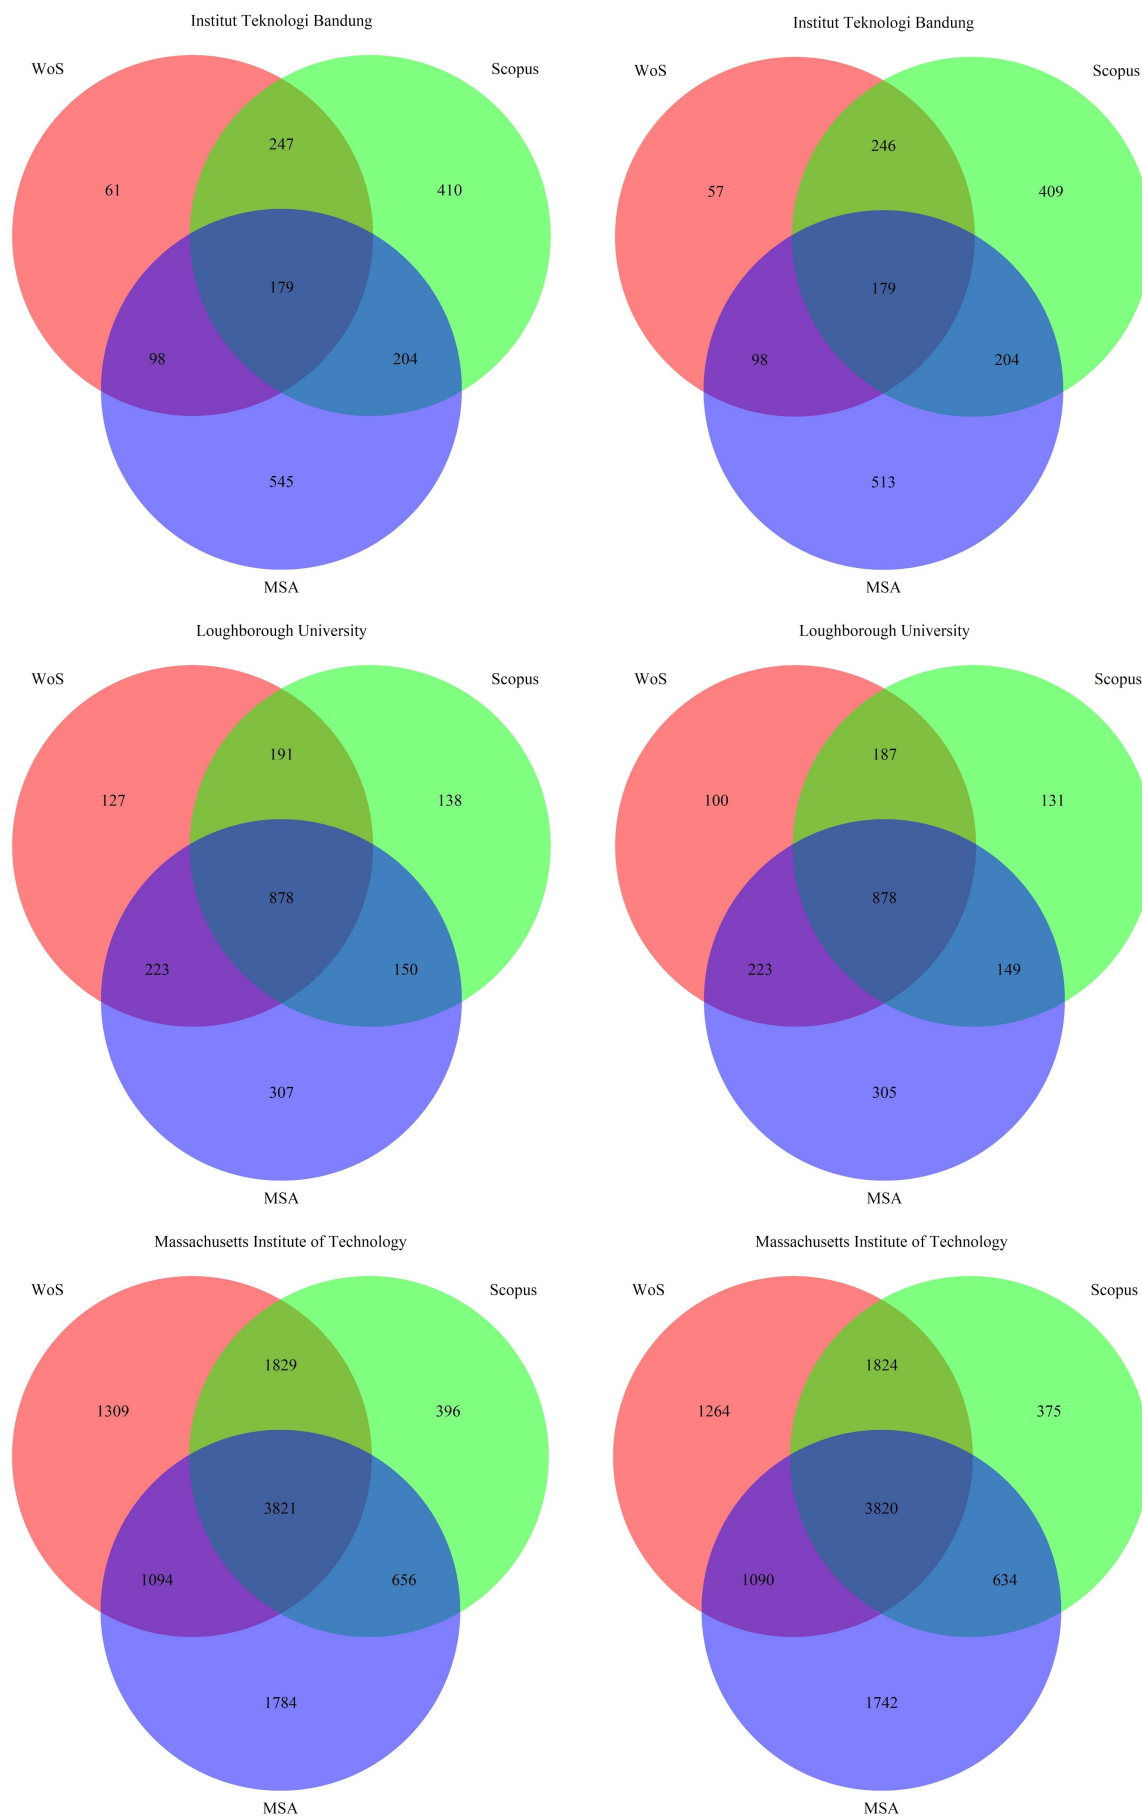 Institut Teknologi Bandung
Institut Teknologi Bandung
WoS
Scopus
WoS
Scopus
247
246
61
410
57
409
179
179
98
204
98
204
545
513
MSA
MSA
Loughborough University
Loughborough University
WoS
Scopus
WoS
Scopus
191
187
127
138
100
131
878
878
223
150
223
149
307
305
MSA
MSA
Massachusetts Institute of Technology
Massachusetts Institute of Technology
WoS
Scopus
WoS
Scopus
1829
1824
1309
396
1264
375
3821
3820
1094
656
1090
634
1784
1742
MSA
MSA